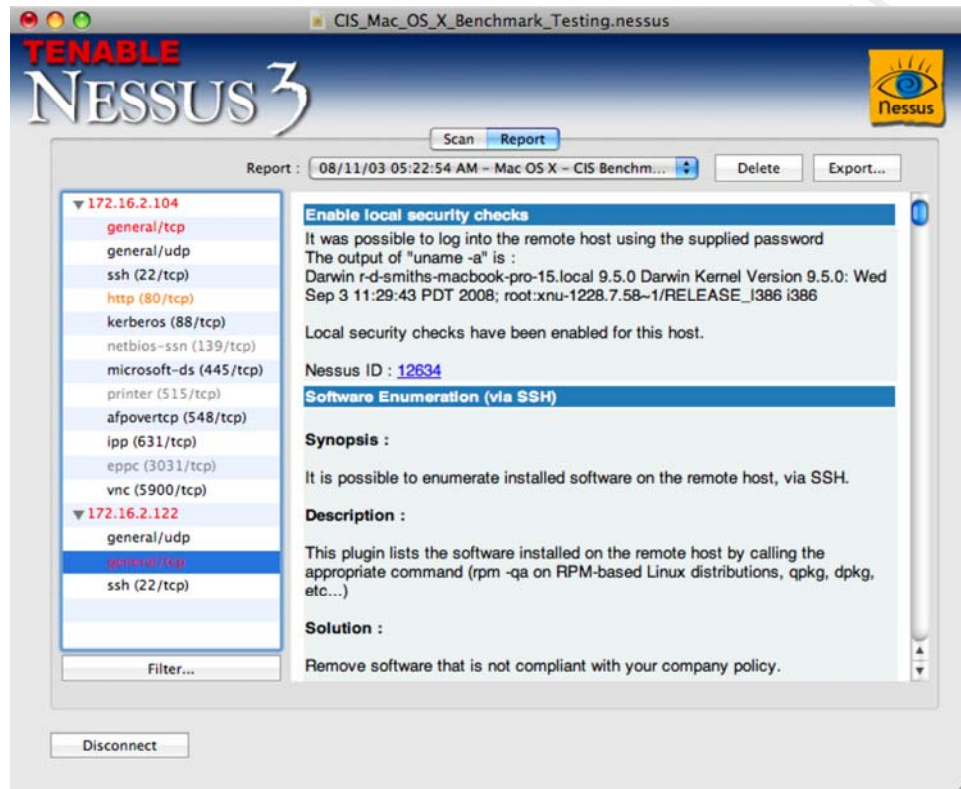 CIS_Mac_OS_X_Benchmark_Testing.nessus
TENABLE
NESSUS 3
Nessus
Scan
Report
Report :
08/11/03 05:22:54 AM – Mac OS X – CIS Benchm...
Delete
Export...
172.16.2.104
general/tcp
general/udp
ssh (22/tcp)
http (80/tcp)
kerberos (88/tcp)
netbios-ssn (139/tcp)
microsoft-ds (445/tcp)
printer (515/tcp)
afpovertcp (548/tcp)
ipp (631/tcp)
eppc (3031/tcp)
vnc (5900/tcp)
172.16.2.122
general/udp
general/tcp
ssh (22/tcp)
Filter...
Enable local security checks
It was possible to log into the remote host using the supplied password
The output of "uname -a" is :
Darwin r-d-smiths-macbook-pro-15.local 9.5.0 Darwin Kernel Version 9.5.0: Wed
Sep 3 11:29:43 PDT 2008; root:xnu-1228.7.58~1/RELEASE_I386 i386
Local security checks have been enabled for this host.
Nessus ID : 12634
Software Enumeration (via SSH)
Synopsis :
It is possible to enumerate installed software on the remote host, via SSH.
Description :
This plugin lists the software installed on the remote host by calling the
appropriate command (rpm -qa on RPM-based Linux distributions, qpkg, dpkg,
etc...)
Solution :
Remove software that is not compliant with your company policy.
Disconnect